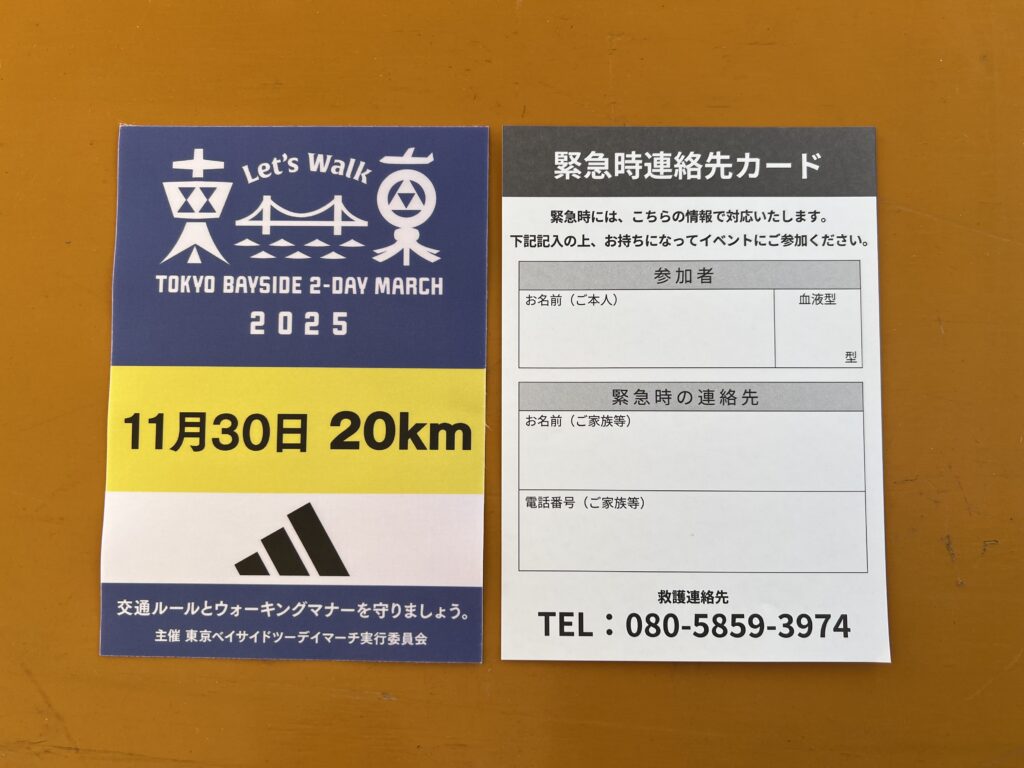 Let's Walk
東京
TOKYO BAYSIDE 2-DAY MARCH
2025
11月30日 20km
交通ルールとウォーキングマナーを守りましょう。
主催 東京ベイサイドツーデイマーチ実行委員会
緊急時連絡先カード
緊急時には、こちらの情報で対応いたします。
下記記入の上、お持ちになってイベントにご参加ください。
参加者
お名前（ご本人）
血液型
型
緊急時の連絡先
お名前（ご家族等）
電話番号（ご家族等）
救護連絡先
TEL：080-5859-3974